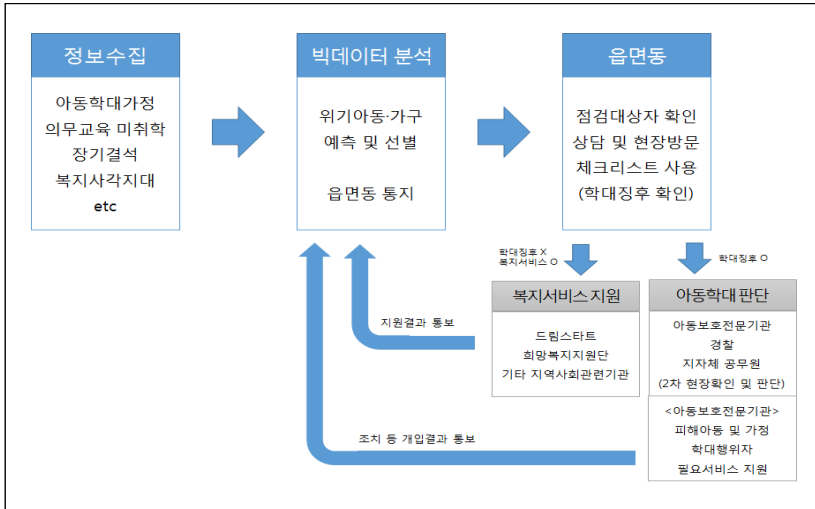 정보수집
아동학대가정
의무교육 미취학
장기결석
복지사각지대
etc
빅데이터 분석
위기아동·가구
예측 및 선별
읍면동 통지
읍면동
점검대상자 확인
상담 및 현장방문
체크리스트 사용
(학대징후 확인)
학대징후 X
복지서비스 O
학대징후 O
복지서비스 지원
드림스타트
희망복지지원단
기타 지역사회관련기관
아동학대 판단
아동보호전문기관
경찰
지자체 공무원
(2차 현장확인 및 판단)
<아동보호전문기관>
피해아동 및 가정
학대행위자
필요서비스 지원
지원결과 통보
조치 등 개입결과 통보